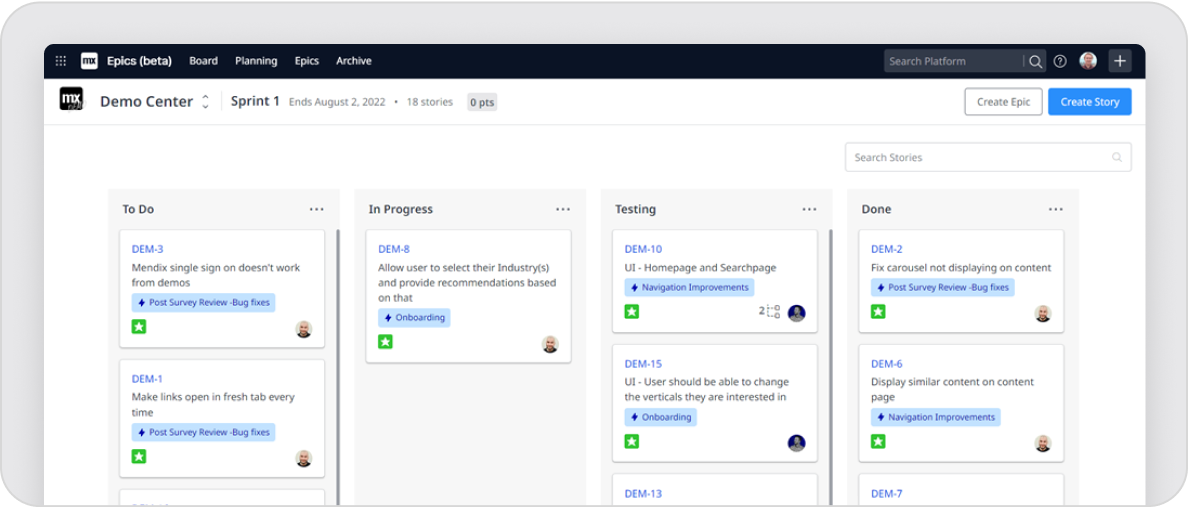 mx Epics (beta) Board Planning Epics Archive Search Platform
mx Demo Center Sprint 1 Ends August 2, 2022 • 18 stories 0 pts Create Epic Create Story
Search Stories
To Do
DEM-3
Mendix single sign on doesn't work
from demos
Post Survey Review -Bug fixes
DEM-1
Make links open in fresh tab every
time
Post Survey Review -Bug fixes
In Progress
DEM-8
Allow user to select their Industry(s)
and provide recommendations based
on that
Onboarding
Testing
DEM-10
UI - Homepage and Searchpage
Navigation Improvements
2
DEM-15
UI - User should be able to change
the verticals they are interested in
Onboarding
DEM-13
Done
DEM-2
Fix carousel not displaying on content
Post Survey Review -Bug fixes
DEM-6
Display similar content on content
page
Navigation Improvements
DEM-7